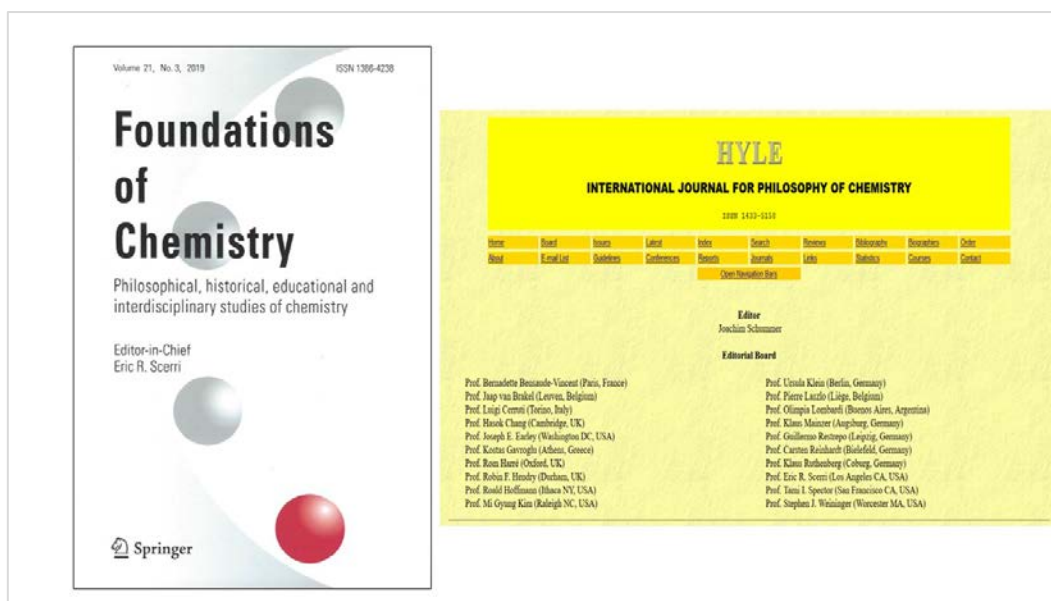 Volume 21, No. 3, 2019 ISSN 1386-4238
Foundations
of
Chemistry
Philosophical, historical, educational and
interdisciplinary studies of chemistry
Editor-in-Chief
Eric R. Scerri
Springer
HYLE
INTERNATIONAL JOURNAL FOR PHILOSOPHY OF CHEMISTRY
ISSN 1433-5158
Home Board Issues Latest Index Search Reviews Bibliography Biographies Order
About E-mail List Guidelines Conferences Reports Journals Links Statistics Courses Contact
Open Navigation Bars
Editor
Joachim Schummer
Editorial Board
Prof. Bernadette Bensaude-Vincent (Paris, France)
Prof. Jaap van Brakel (Leuven, Belgium)
Prof. Luigi Cerruti (Torino, Italy)
Prof. Hasok Chang (Cambridge, UK)
Prof. Joseph E. Earley (Washington DC, USA)
Prof. Kostas Gavroglu (Athens, Greece)
Prof. Rom Harré (Oxford, UK)
Prof. Robin F. Hendry (Durham, UK)
Prof. Roald Hoffmann (Ithaca NY, USA)
Prof. Mi Gyung Kim (Raleigh NC, USA)
Prof. Ursula Klein (Berlin, Germany)
Prof. Pierre Laszlo (Liège, Belgium)
Prof. Olimpia Lombardi (Buenos Aires, Argentina)
Prof. Klaus Mainzer (Augsburg, Germany)
Prof. Guillermo Restrepo (Leipzig, Germany)
Prof. Carsten Reinhardt (Bielefeld, Germany)
Prof. Klaus Ruthenberg (Coburg, Germany)
Prof. Eric R. Scerri (Los Angeles CA, USA)
Prof. Tami I. Spector (San Francisco CA, USA)
Prof. Stephen J. Weininger (Worcester MA, USA)